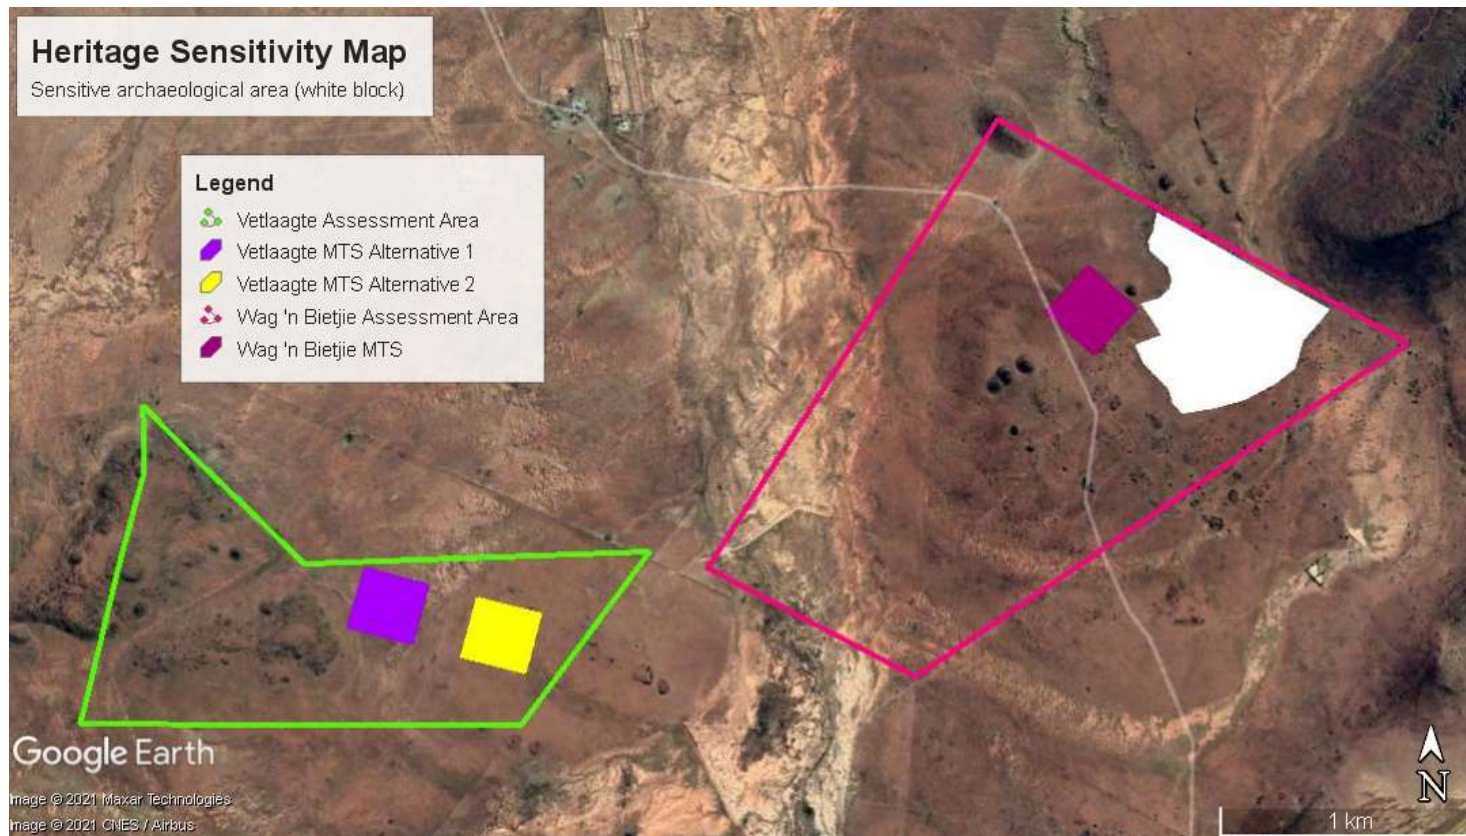 Heritage Sensitivity Map
Sensitive archaeological area (white block)
Legend
Vetlaagte Assessment Area
Vetlaagte MTS Alternative 1
Vetlaagte MTS Alternative 2
Wag 'n Bietjie Assessment Area
Wag 'n Bietjie MTS
Google Earth
Image © 2021 Maxar Technologies
Image © 2021 CNES / Airbus
N
1 km